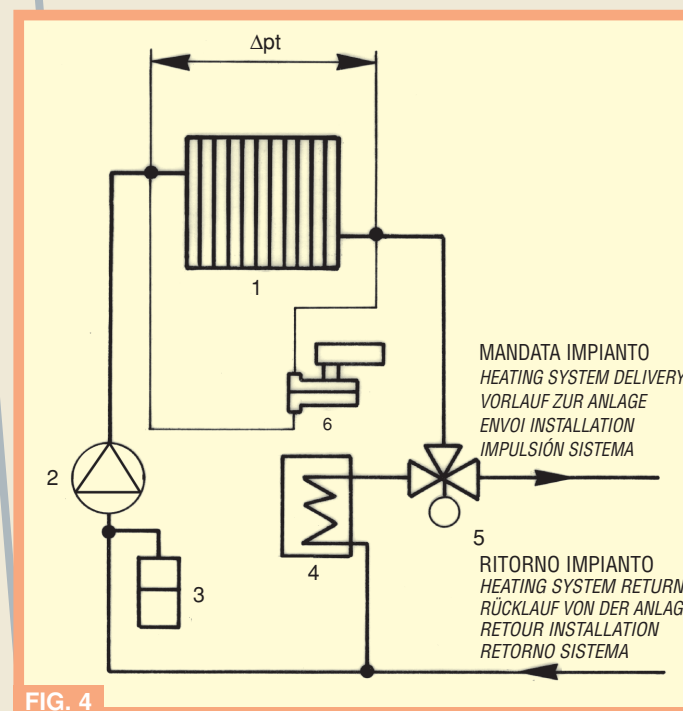 Δpt
1
6
2
MANDATA IMPIANTO
HEATING SYSTEM DELIVERY
VORLAUF ZUR ANLAGE
ENVOI INSTALLATION
IMPULSIÓN SISTEMA
5
4
3
RITORNO IMPIANTO
HEATING SYSTEM RETURN
RÜCKLAUF VON DER ANLAG
RETOUR INSTALLATION
RETORNO SISTEMA
FIG. 4